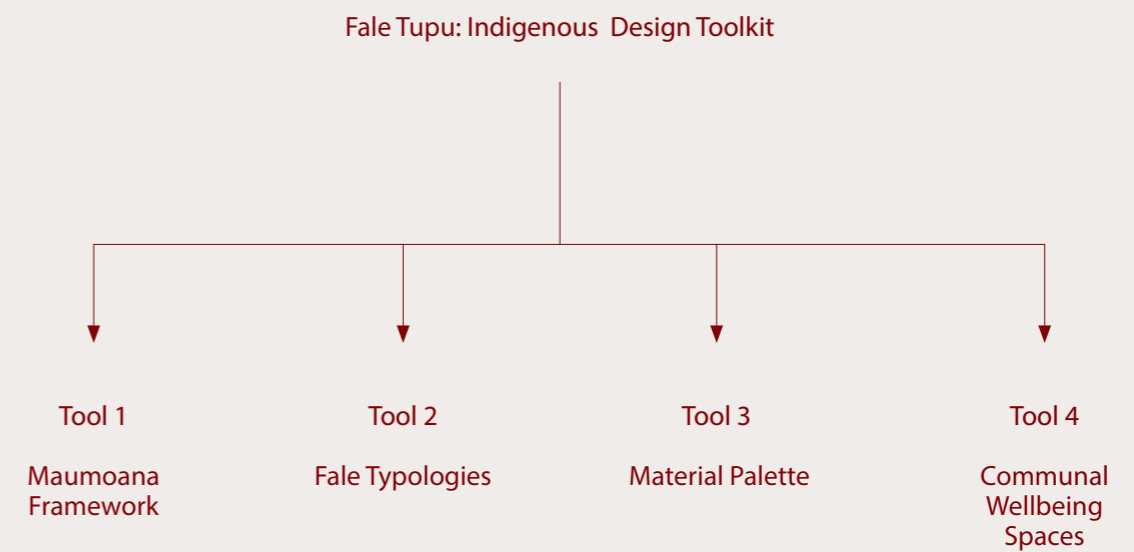 Fale Tupu: Indigenous Design Toolkit
Tool 1
Maumoana
Framework
Tool 2
Fale Typologies
Tool 3
Material Palette
Tool 4
Communal
Wellbeing
Spaces